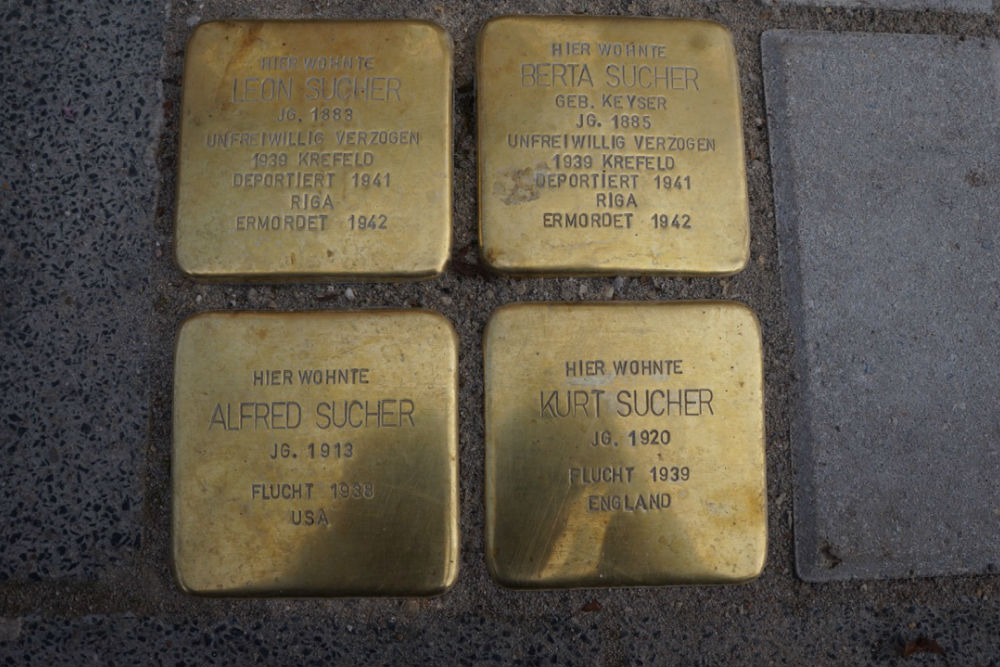 HIER WOHNTE
LEON SUCHER
JG. 1883
UNFREIWILLIG VERZOGEN
1939 KREFELD
DEPORTIERT 1941
RIGA
ERMORDET 1942
HIER WOHNTE
BERTA SUCHER
GEB. KEYSER
JG. 1885
UNFREIWILLIG VERZOGEN
1939 KREFELD
DEPORTIERT 1941
RIGA
ERMORDET 1942
HIER WOHNTE
ALFRED SUCHER
JG. 1913
FLUCHT 1938
USA
HIER WOHNTE
KURT SUCHER
JG. 1920
FLUCHT 1939
ENGLAND